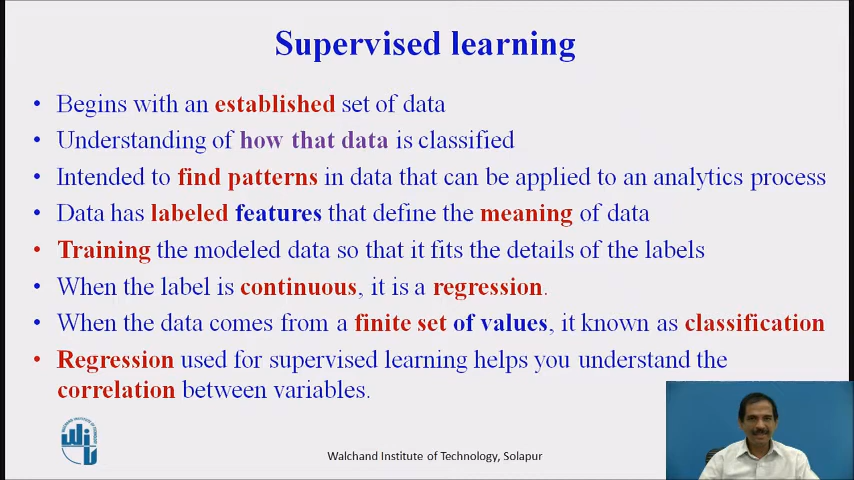 Supervised learning
• Begins with an established set of data
• Understanding of how that data is classified
• Intended to find patterns in data that can be applied to an analytics process
• Data has labeled features that define the meaning of data
• Training the modeled data so that it fits the details of the labels
• When the label is continuous, it is a regression.
• When the data comes from a finite set of values, it known as classification
• Regression used for supervised learning helps you understand the
correlation between variables.
Walchand Institute of Technology, Solapur